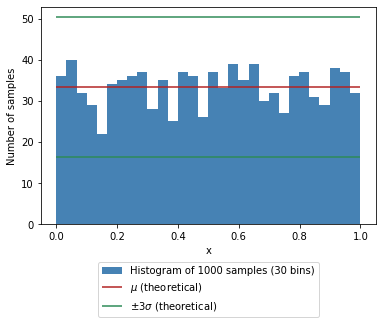 50
40
30
20
10
0
Number of samples
0.0 0.2 0.4 0.6 0.8 1.0
x
Histogram of 1000 samples (30 bins)
μ (theoretical)
±3σ (theoretical)